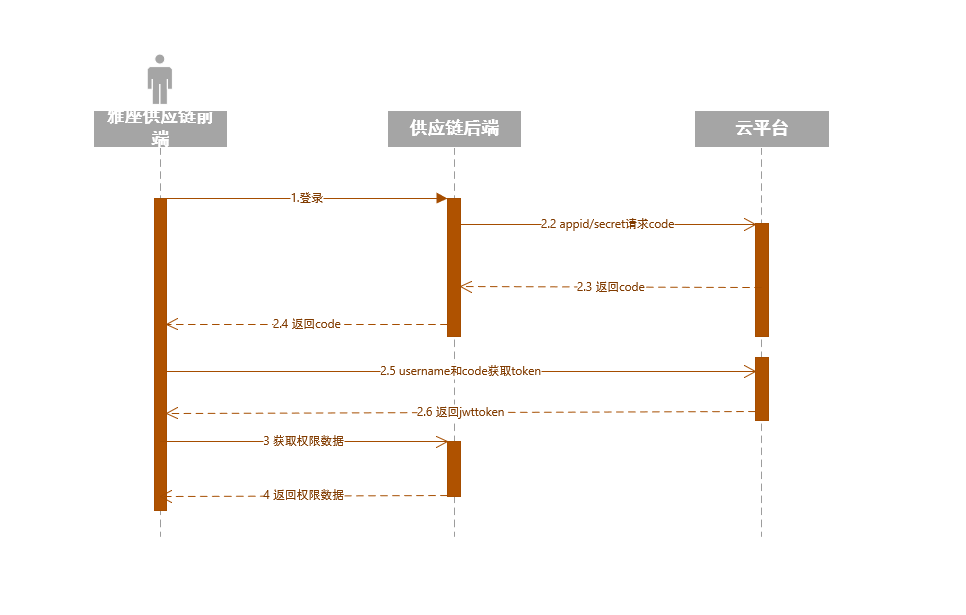 雅座供应链前
端
供应链后端
云平台
1.登录
2.2 appid/secret请求code
2.3 返回code
2.4 返回code
2.5 username和code获取token
2.6 返回jwttoken
3 获取权限数据
4 返回权限数据